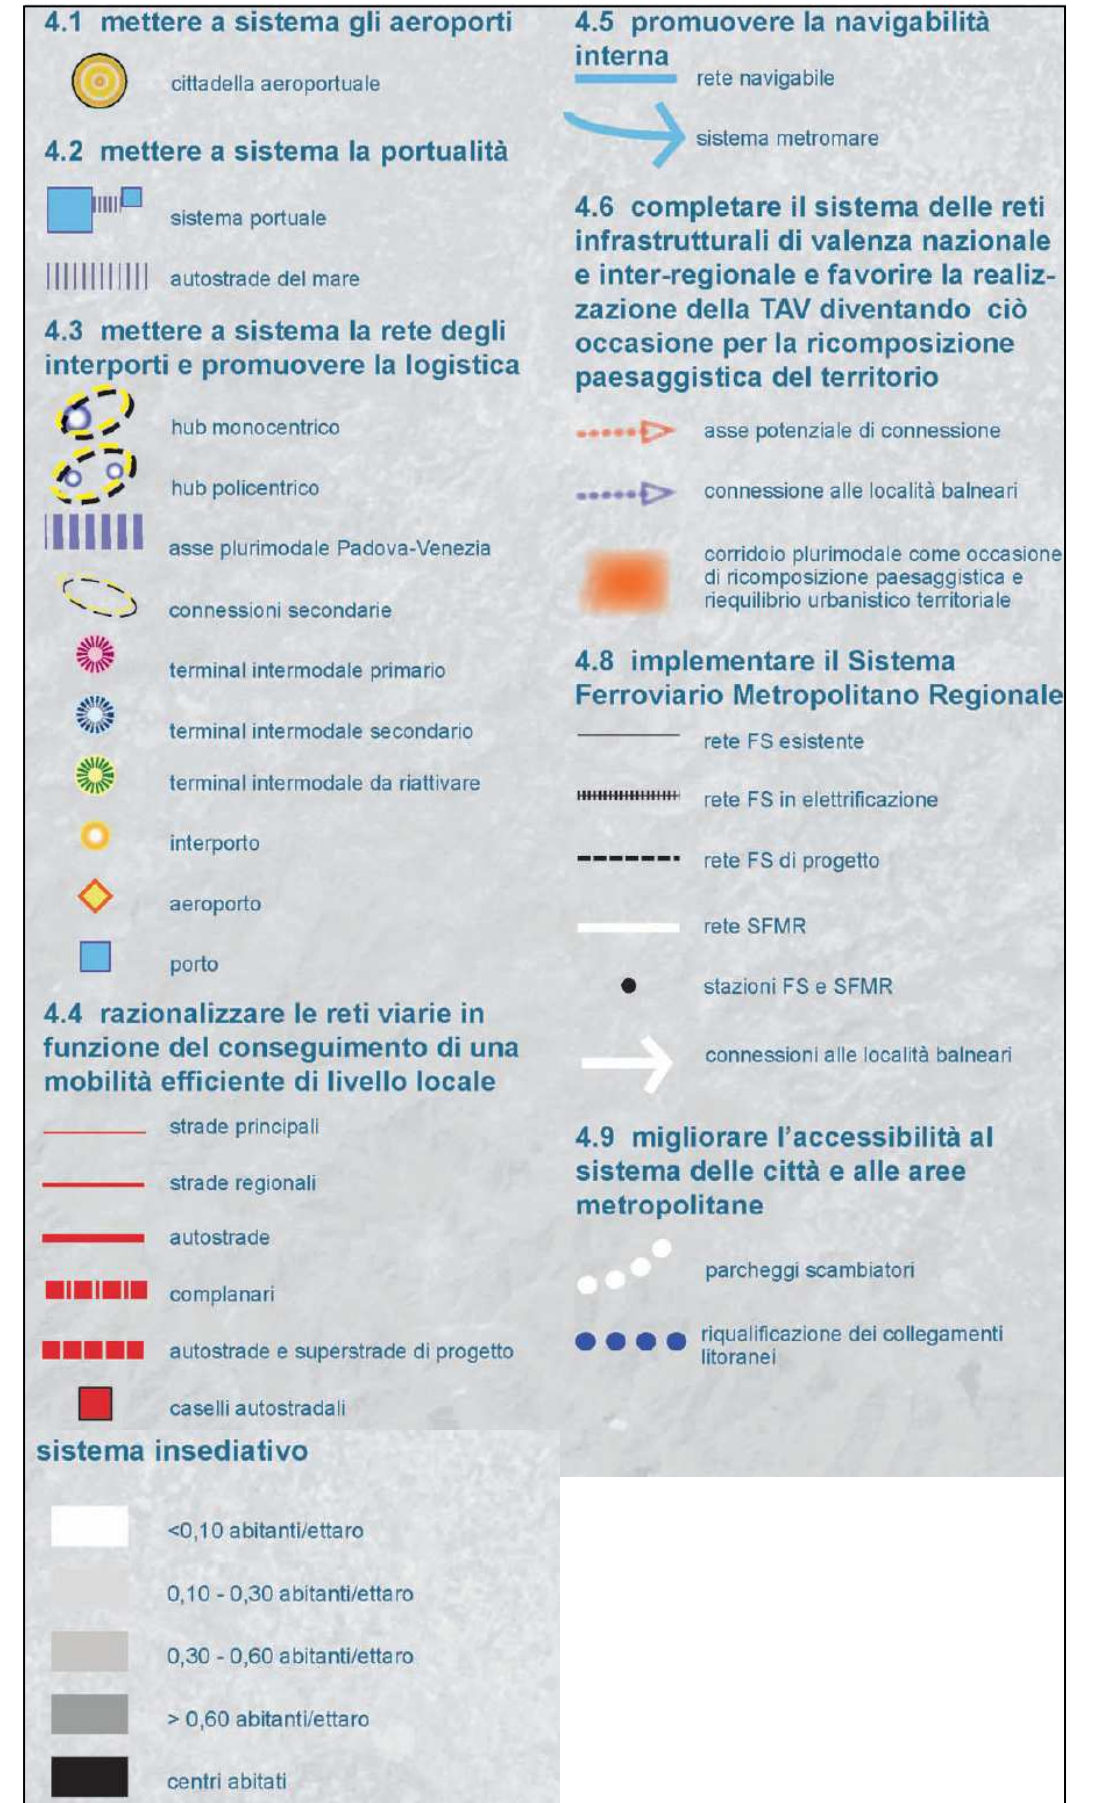 4.1 mettere a sistema gli aeroporti
cittadella aeroportuale
4.2 mettere a sistema la portualità
sistema portuale
autostrade del mare
4.3 mettere a sistema la rete degli
interporti e promuovere la logistica
hub monocentrico
hub policentrico
asse plurimodale Padova-Venezia
connessioni secondarie
terminal intermodale primario
terminal intermodale secondario
terminal intermodale da riattivare
interporto
aeroporto
porto
4.4 razionalizzare le reti viarie in
funzione del conseguimento di una
mobilità efficiente di livello locale
strade principali
strade regionali
autostrade
complanari
autostrade e superstrade di progetto
caselli autostradali
sistema insediativo
<0,10 abitanti/ettaro
0,10 - 0,30 abitanti/ettaro
0,30 - 0,60 abitanti/ettaro
> 0,60 abitanti/ettaro
centri abitati
4.5 promuovere la navigabilità
interna
rete navigabile
sistema metromare
4.6 completare il sistema delle reti
infrastrutturali di valenza nazionale
e inter-regionale e favorire la realiz-
zazione della TAV diventando ciò
occasione per la ricomposizione
paesaggistica del territorio
asse potenziale di connessione
connessione alle località balneari
corridoio plurimodale come occasione
di ricomposizione paesaggistica e
riequilibrio urbanistico territoriale
4.8 implementare il Sistema
Ferroviario Metropolitano Regionale
rete FS esistente
rete FS in elettrificazione
rete FS di progetto
rete SFMR
stazioni FS e SFMR
connessioni alle località balneari
4.9 migliorare l'accessibilità al
sistema delle città e alle aree
metropolitane
parcheggi scambiatori
riqualificazione dei collegamenti
litoranei